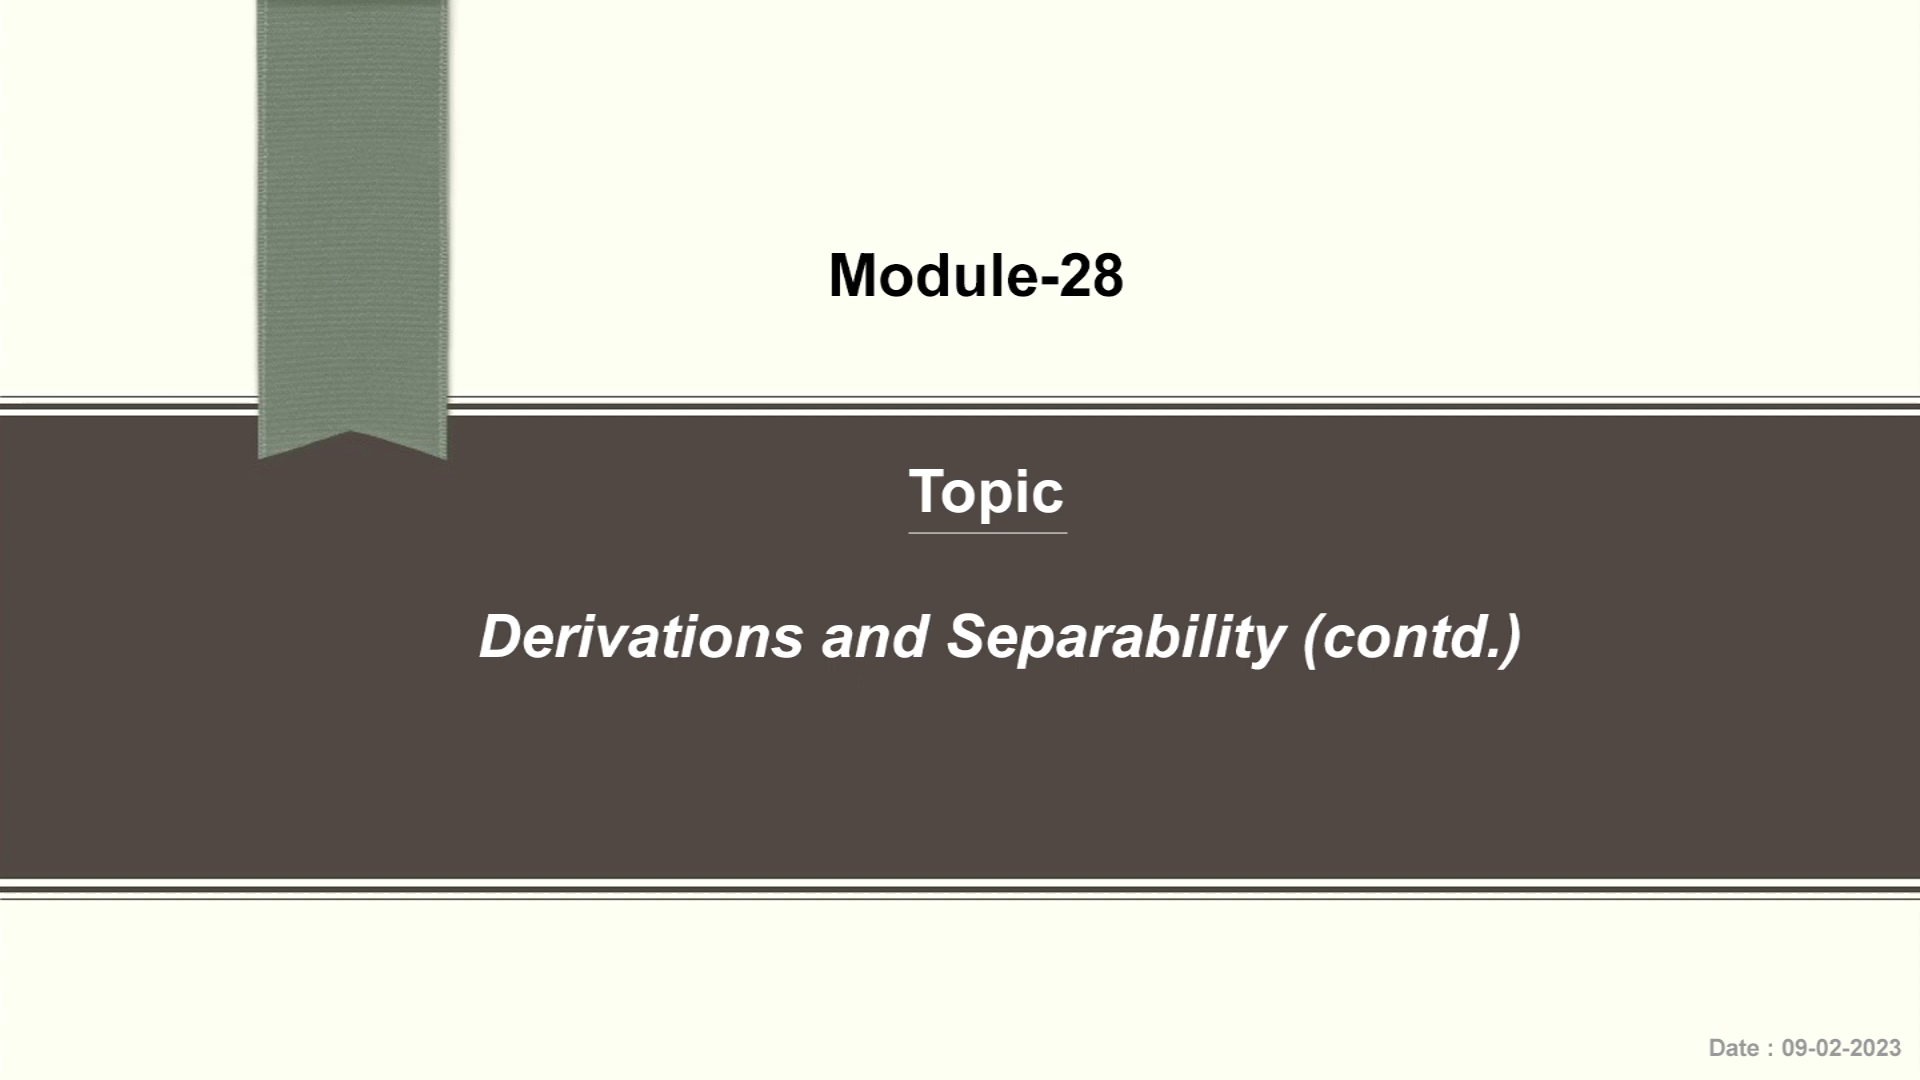 Module-28
Topic
Derivations and Separability (contd.)
Date : 09-02-2023